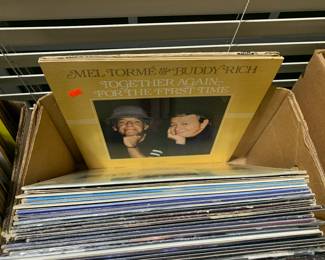 MEL TORMÉ BUDDY RICH
TOGETHER AGAIN-
FOR THE FIRST TIME